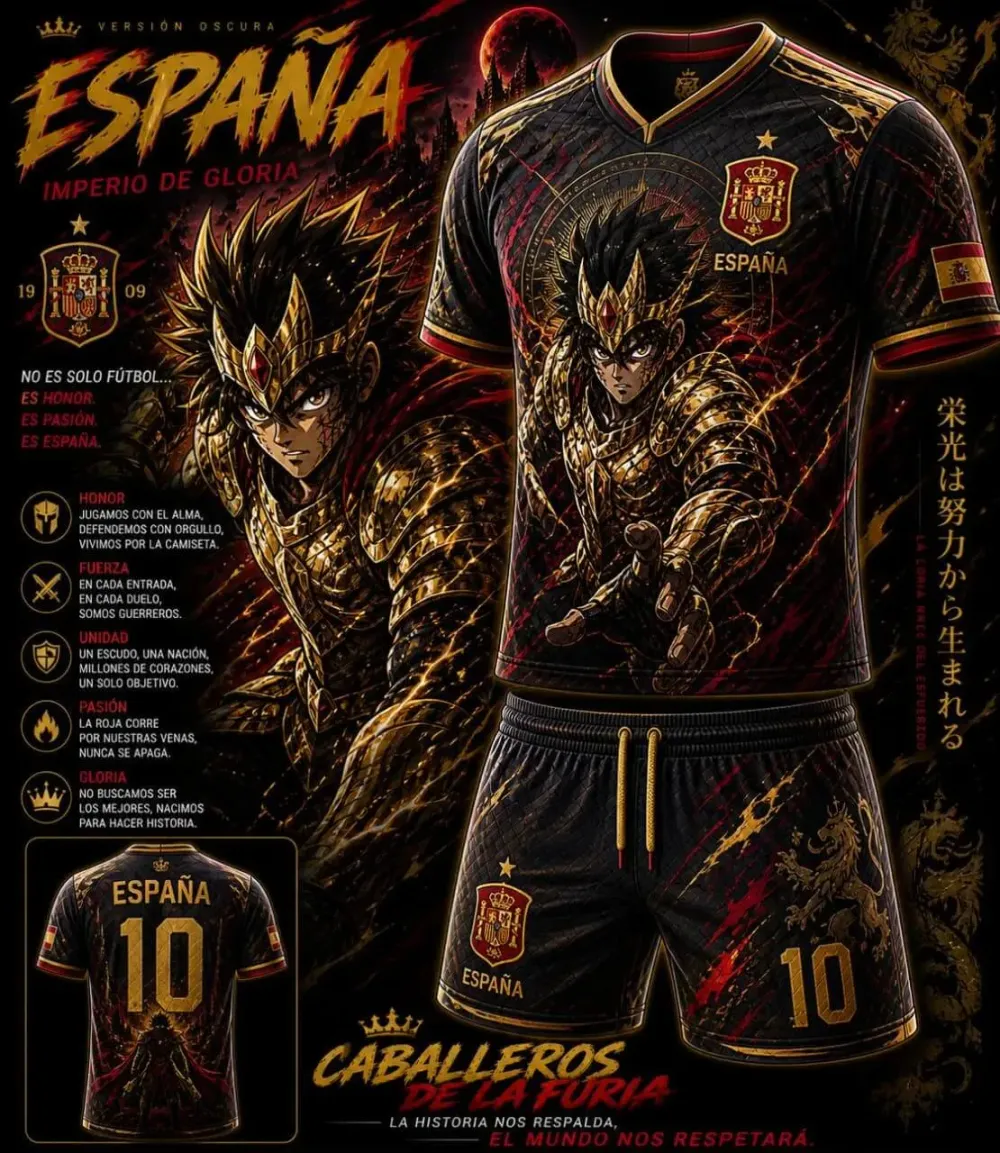 VERSIÓN OSCURA
ESPAÑA
IMPERIO DE GLORIA
19 09
NO ES SOLO FÚTBOL...
ES HONOR.
ES PASIÓN.
ES ESPAÑA.
HONOR
JUGAMOS CON EL ALMA,
DEFENDEMOS CON ORGULLO,
VIVIMOS POR LA CAMISETA.
FUERZA
EN CADA ENTRADA,
EN CADA DUELO,
SOMOS GUERREROS.
UNIDAD
UN ESCUDO, UNA NACIÓN,
MILLONES DE CORAZONES,
UN SOLO OBJETIVO.
PASIÓN
LA ROJA CORRE
POR NUESTRAS VENAS,
NUNCA SE APAGA.
GLORIA
NO BUSCAMOS SER
LOS MEJORES, NACIMOS
PARA HACER HISTORIA.
ESPAÑA
10
ESPAÑA
栄光は努力から生まれる
LA GLORIA NACE DEL ESFUERZO
ESPAÑA
10
CABALLEROS
DE LA FURIA
LA HISTORIA NOS RESPALDA,
EL MUNDO NOS RESPETARÁ.